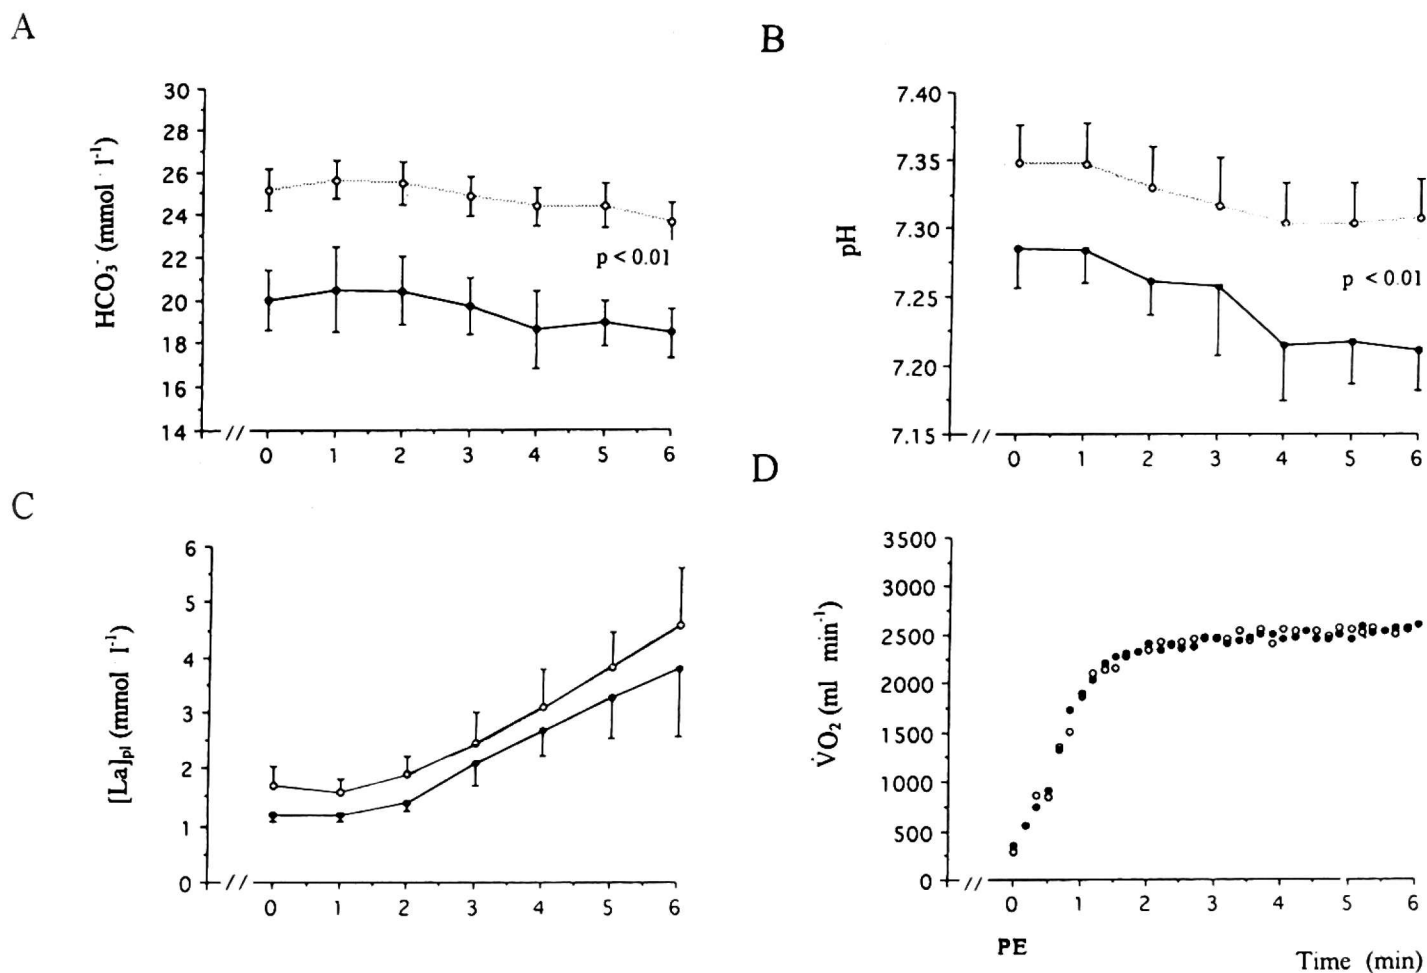 A
30
28
26
24
22
20
18
16
14
HCO₃⁻ (mmol · l⁻¹)
p < 0.01
0 1 2 3 4 5 6
B
7.40
7.35
7.30
7.25
7.20
7.15
pH
p < 0.01
0 1 2 3 4 5 6
C
6
5
4
3
2
1
0
[La]pl (mmol · l⁻¹)
0 1 2 3 4 5 6
D
3500
3000
2500
2000
1500
1000
500
0
V̇O₂ (ml min⁻¹)
0 1 2 3 4 5 6
PE
Time (min)